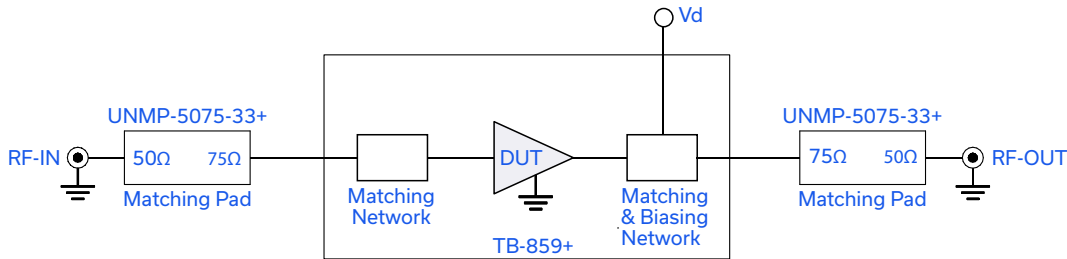 Vd
UNMP-5075-33+
UNMP-5075-33+
RF-IN
50Ω
75Ω
DUT
75Ω
50Ω
RF-OUT
Matching Pad
Matching
Network
Matching
& Biasing
Network
Matching Pad
TB-859+